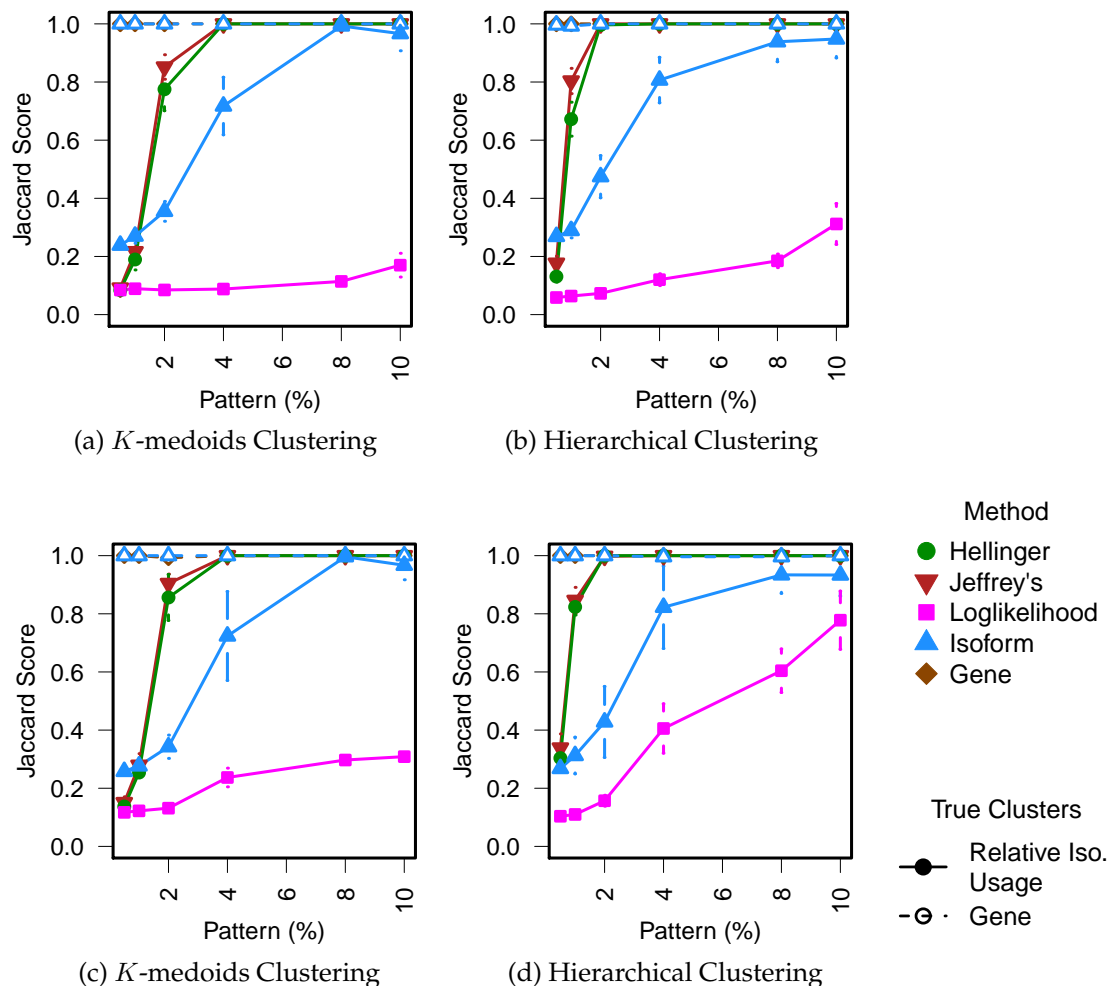 1.0
0.8
0.6
0.4
0.2
0.0
Jaccard Score
2
4
6
8
10
Pattern (%)
(a) K-medoids Clustering
1.0
0.8
0.6
0.4
0.2
0.0
Jaccard Score
2
4
6
8
10
Pattern (%)
(b) Hierarchical Clustering
1.0
0.8
0.6
0.4
0.2
0.0
Jaccard Score
2
4
6
8
10
Pattern (%)
(c) K-medoids Clustering
1.0
0.8
0.6
0.4
0.2
0.0
Jaccard Score
2
4
6
8
10
Pattern (%)
(d) Hierarchical Clustering
Method
Hellinger
Jeffrey's
Loglikelihood
Isoform
Gene
True Clusters
Relative Iso.
Usage
Gene